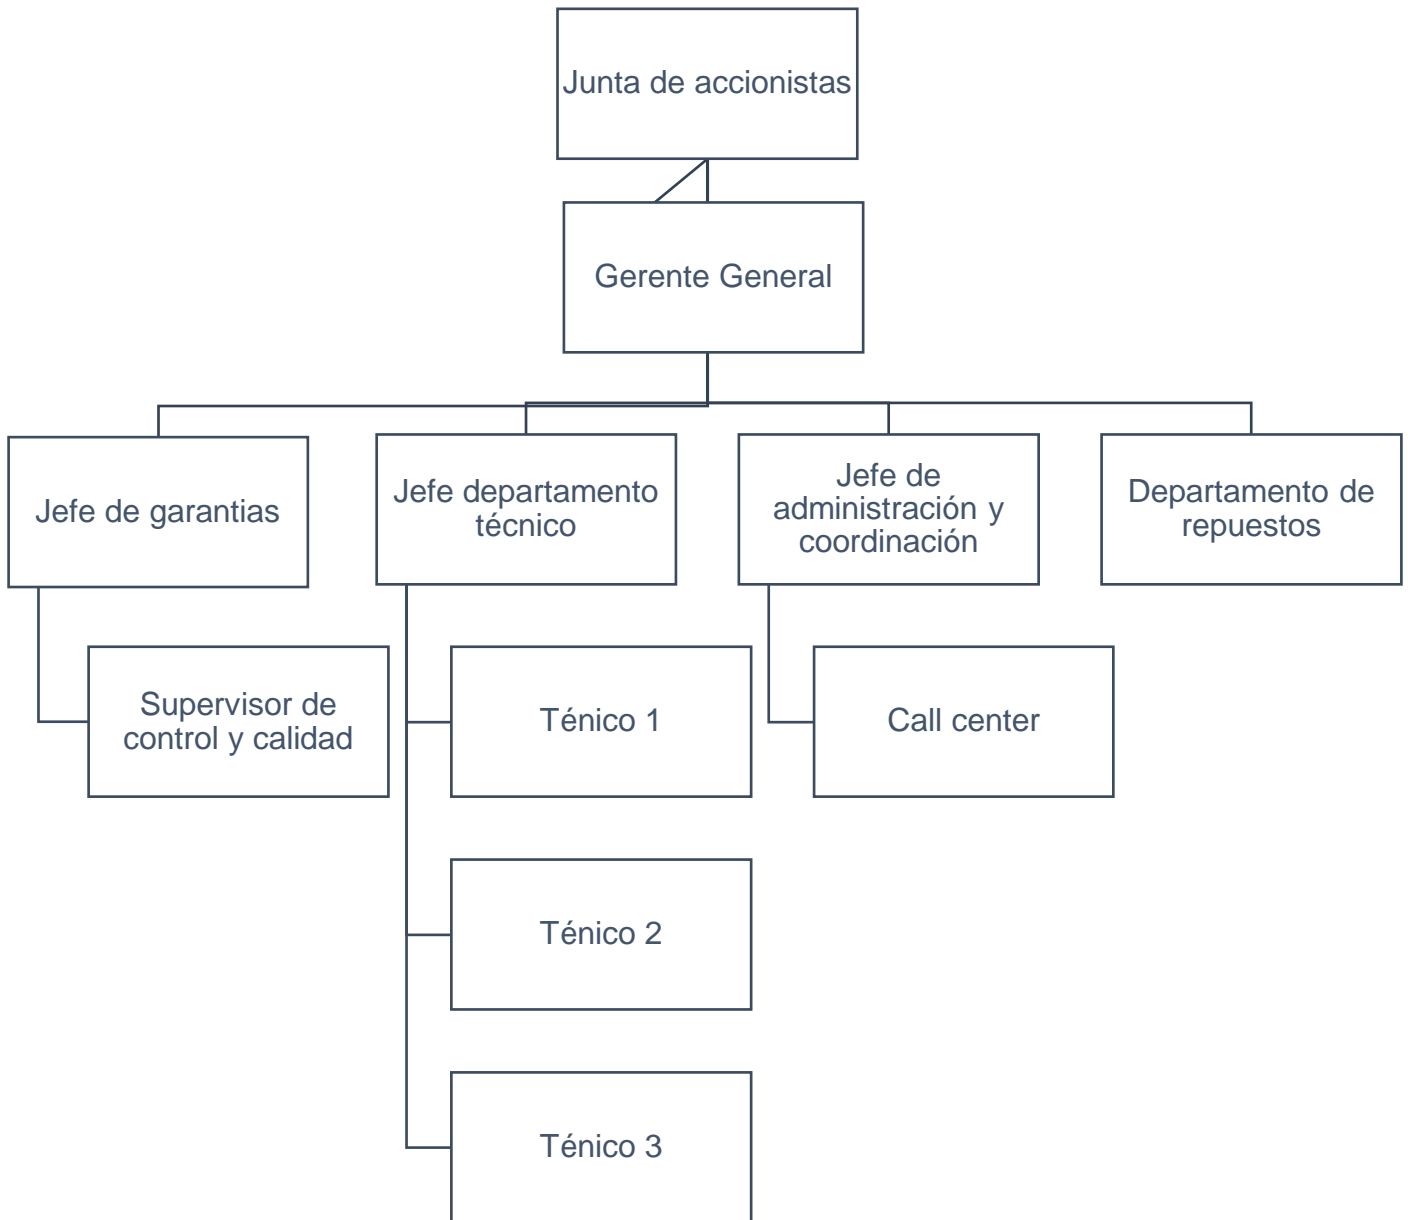 Junta de accionistas
Gerente General
Jefe de garantias
Jefe departamento
técnico
Jefe de
administración y
coordinación
Departamento de
repuestos
Supervisor de
control y calidad
Ténico 1
Call center
Ténico 2
Ténico 3